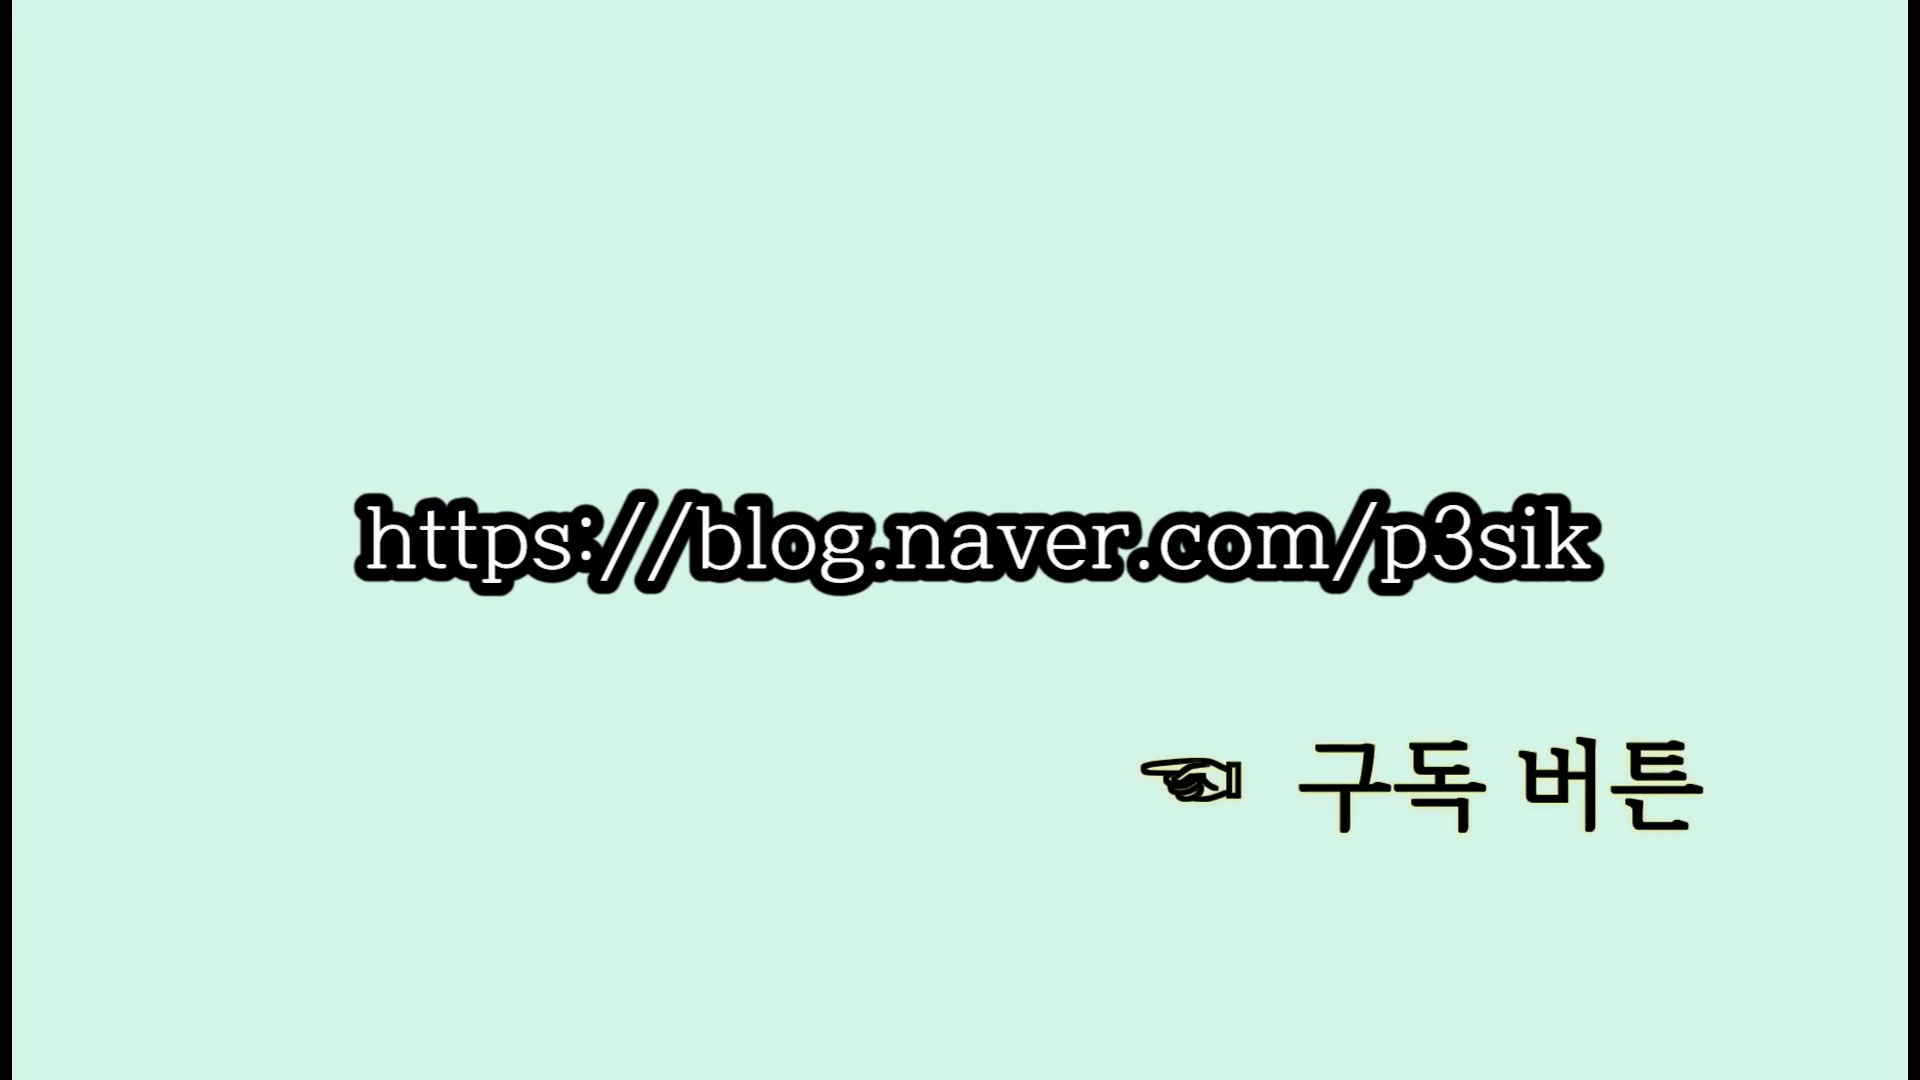 https://blog.naver.com/p3sik
☜ 구독 버튼